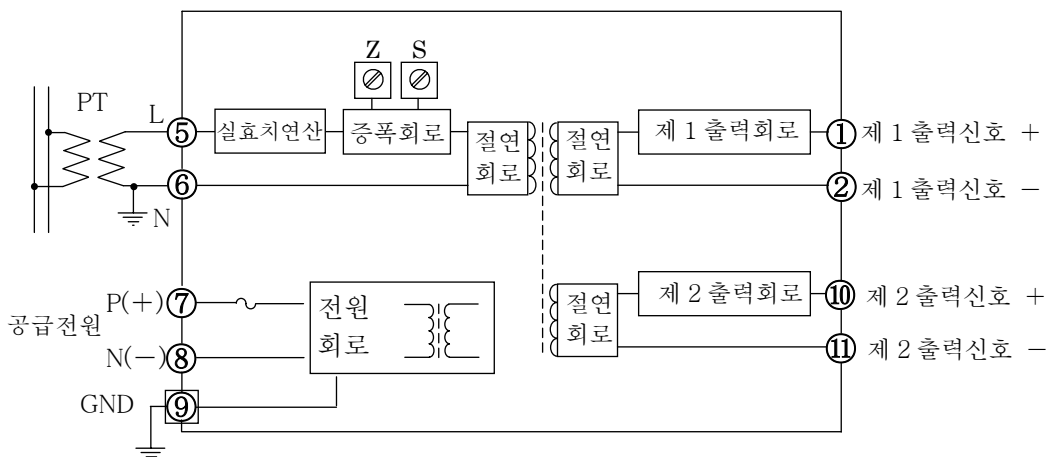 Z
S
PT
L
⑤
실효치연산
증폭회로
절연
회로
절연
회로
제 1 출력회로
①
제 1 출력신호 +
⑥
N
②
제 1 출력신호 -
공급전원
P(+)
⑦
N(-)
⑧
전원
회로
절연
회로
제 2 출력회로
⑩
제 2 출력신호 +
⑪
제 2 출력신호 -
GND
⑨